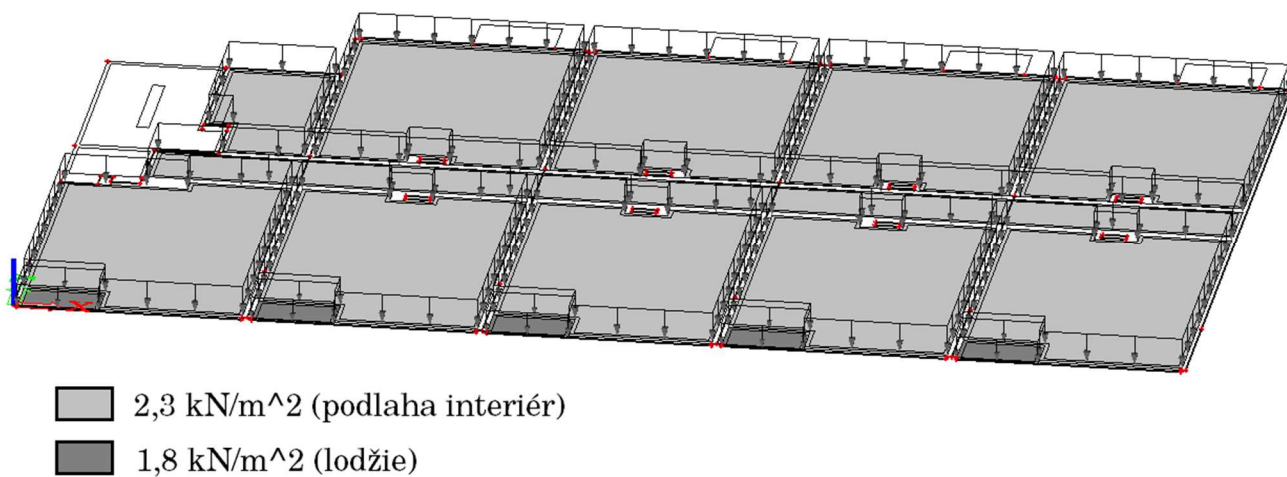 X
2,3 kN/m^2 (podlaha interiér)
1,8 kN/m^2 (lodžie)